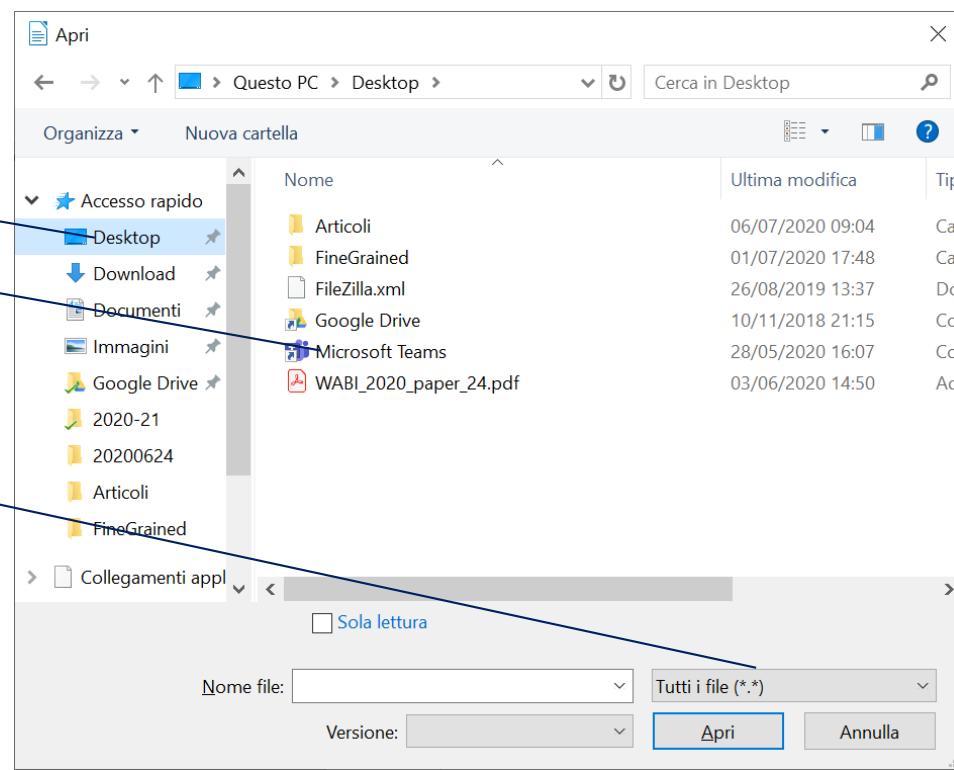 Apri
Questo PC > Desktop >
Cerca in Desktop
Organizza
Nuova cartella
?
Nome
Ultima modifica
Tip
Accesso rapido
Desktop
Download
Documenti
Immagini
Google Drive
2020-21
20200624
Articoli
FineGrained
Collegamenti appl
Articoli 06/07/2020 09:04 Ca
FineGrained 01/07/2020 17:48 Ca
FileZilla.xml 26/08/2019 13:37 Do
Google Drive 10/11/2018 21:15 Co
Microsoft Teams 28/05/2020 16:07 Co
WABI_2020_paper_24.pdf 03/06/2020 14:50 Ac
Sola lettura
Nome file:
Tutti i file (*.*)
Versione:
Apri
Annulla